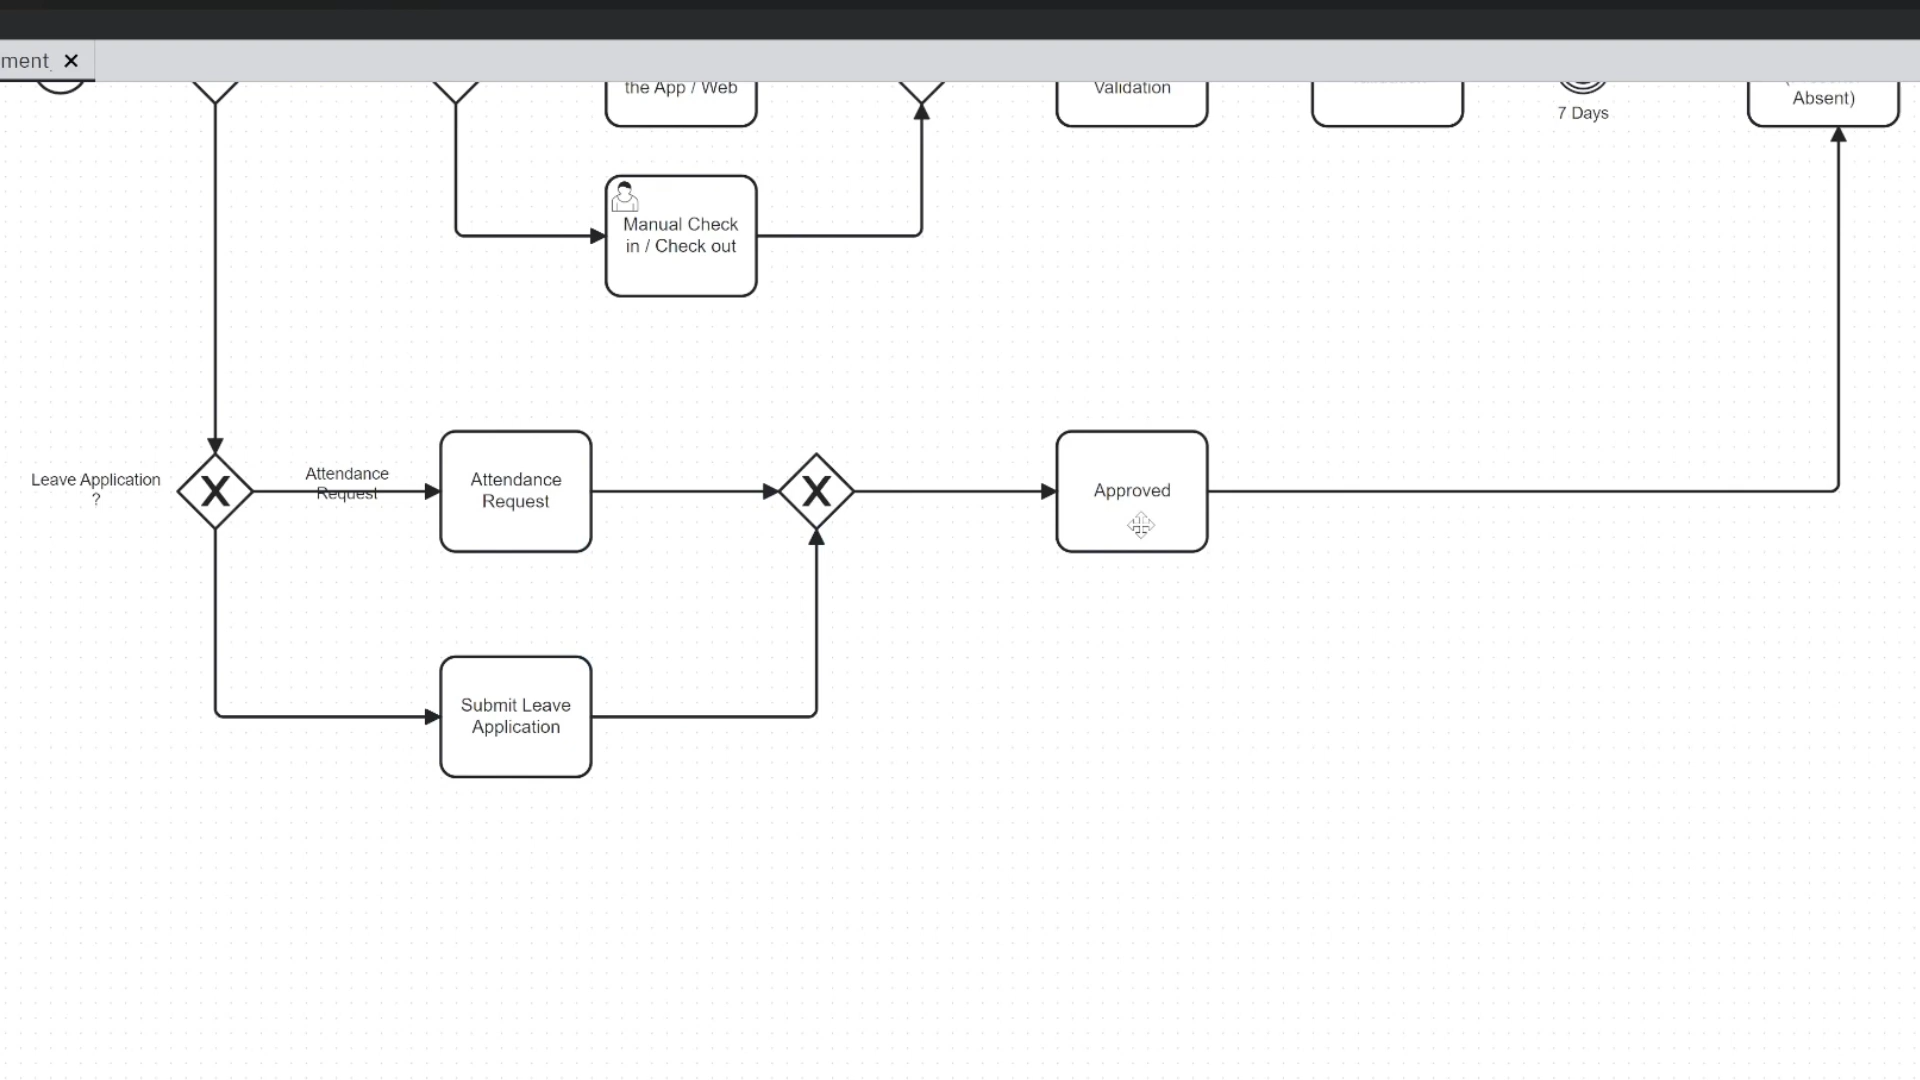 ment
the App / Web
Validation
7 Days
Absent)
Manual Check
in / Check out
Leave Application
?
Attendance
Request
Attendance
Request
Approved
Submit Leave
Application